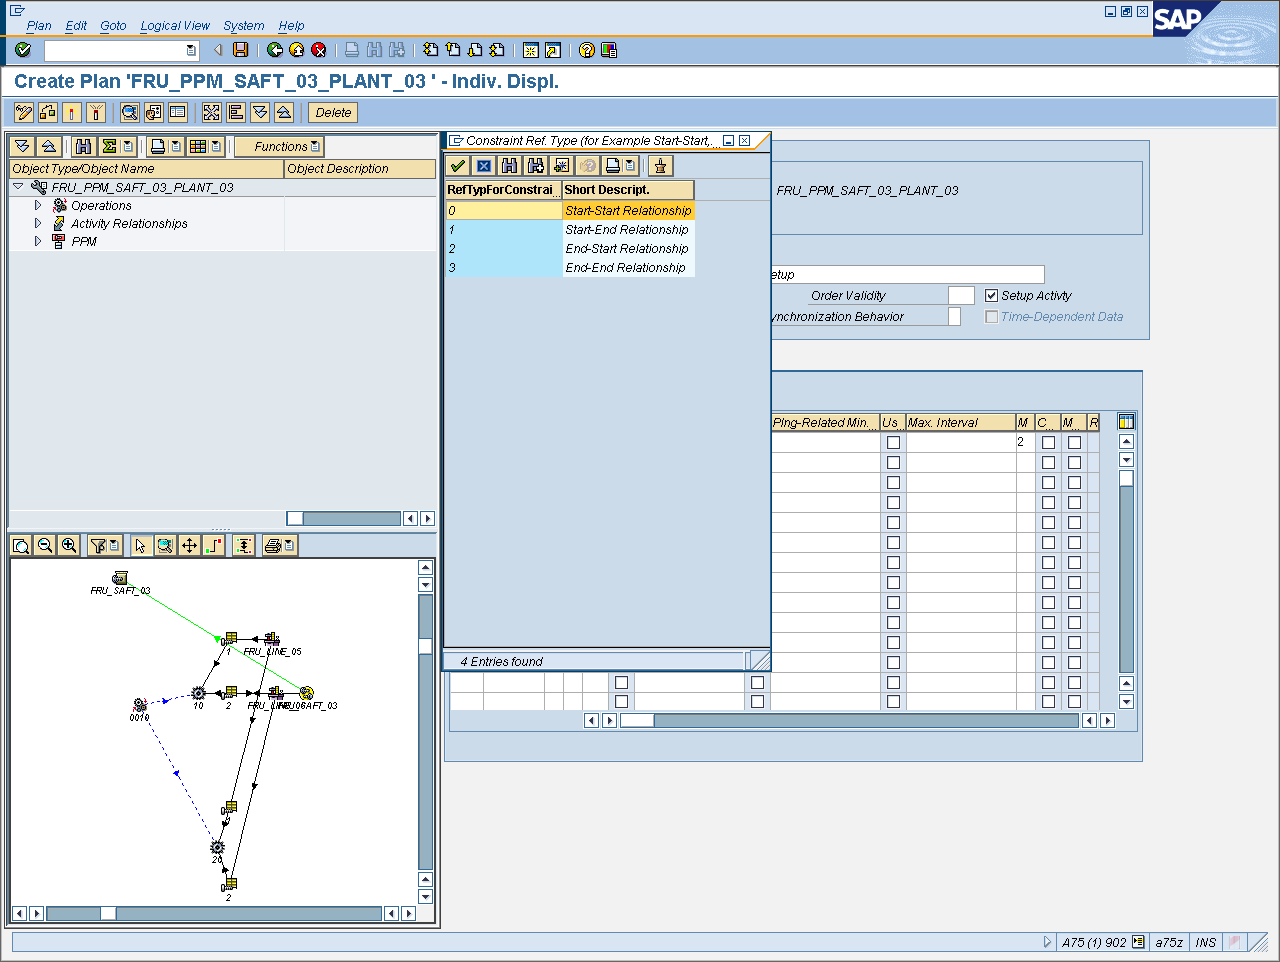 Plan Edit Goto Logical View System Help
SAP
Create Plan 'FRU_PPM_SAFT_03_PLANT_03 ' - Indiv. Displ.
Delete
Functions
Object Type/Object Name Object Description
FRU_PPM_SAFT_03_PLANT_03
Operations
Activity Relationships
PPM
Constraint Ref. Type (for Example Start-Start,...
RefTypForConstrai... Short Descript.
0 Start-Start Relationship
1 Start-End Relationship
2 End-Start Relationship
3 End-End Relationship
4 Entries found
FRU_PPM_SAFT_03_PLANT_03
etup
Order Validity Setup Activty
ynchronization Behavior Time-Dependent Data
Plng-Related Min... Us... Max. Interval M C... M... R
2
FRU_SAFT_03
1 FRU_LINE_05
10 2
0010
20
2
A75 (1) 902 a75z INS